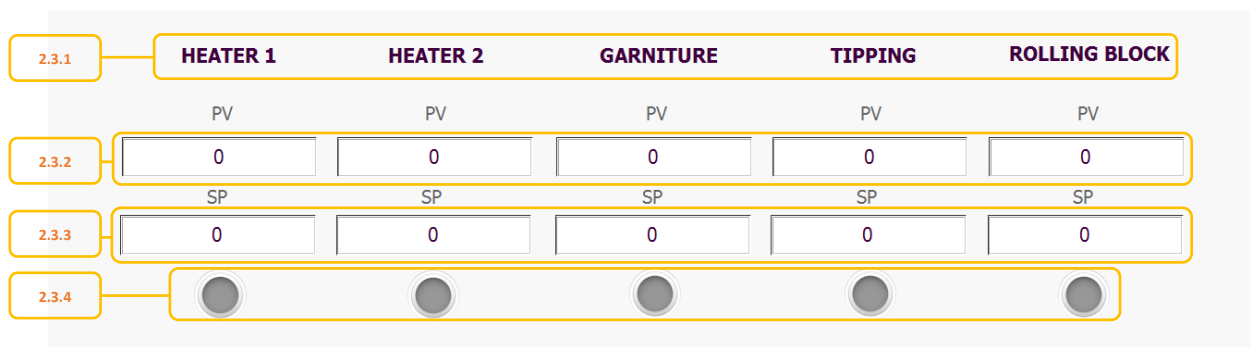 2.3.1 HEATER 1 HEATER 2 GARNITURE TIPPING ROLLING BLOCK
PV PV PV PV PV
2.3.2 0 0 0 0 0
SP SP SP SP SP
2.3.3 0 0 0 0 0
2.3.4